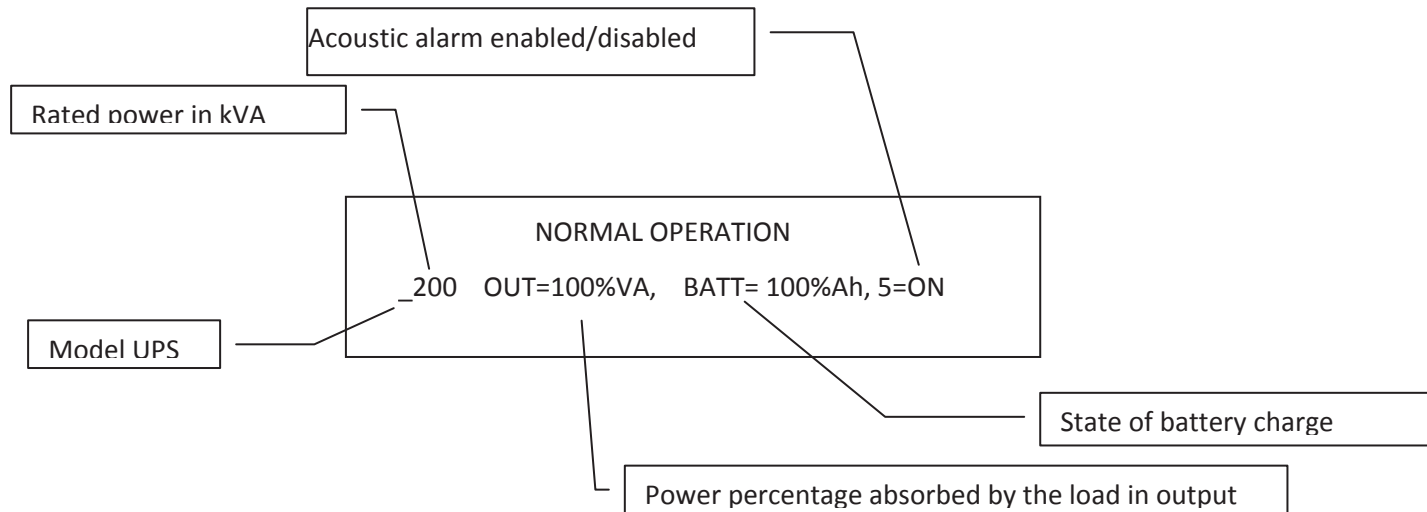 Acoustic alarm enabled/disabled
Rated power in kVA
NORMAL OPERATION
_200 OUT=100%VA, BATT= 100%Ah, 5=ON
Model UPS
State of battery charge
Power percentage absorbed by the load in output